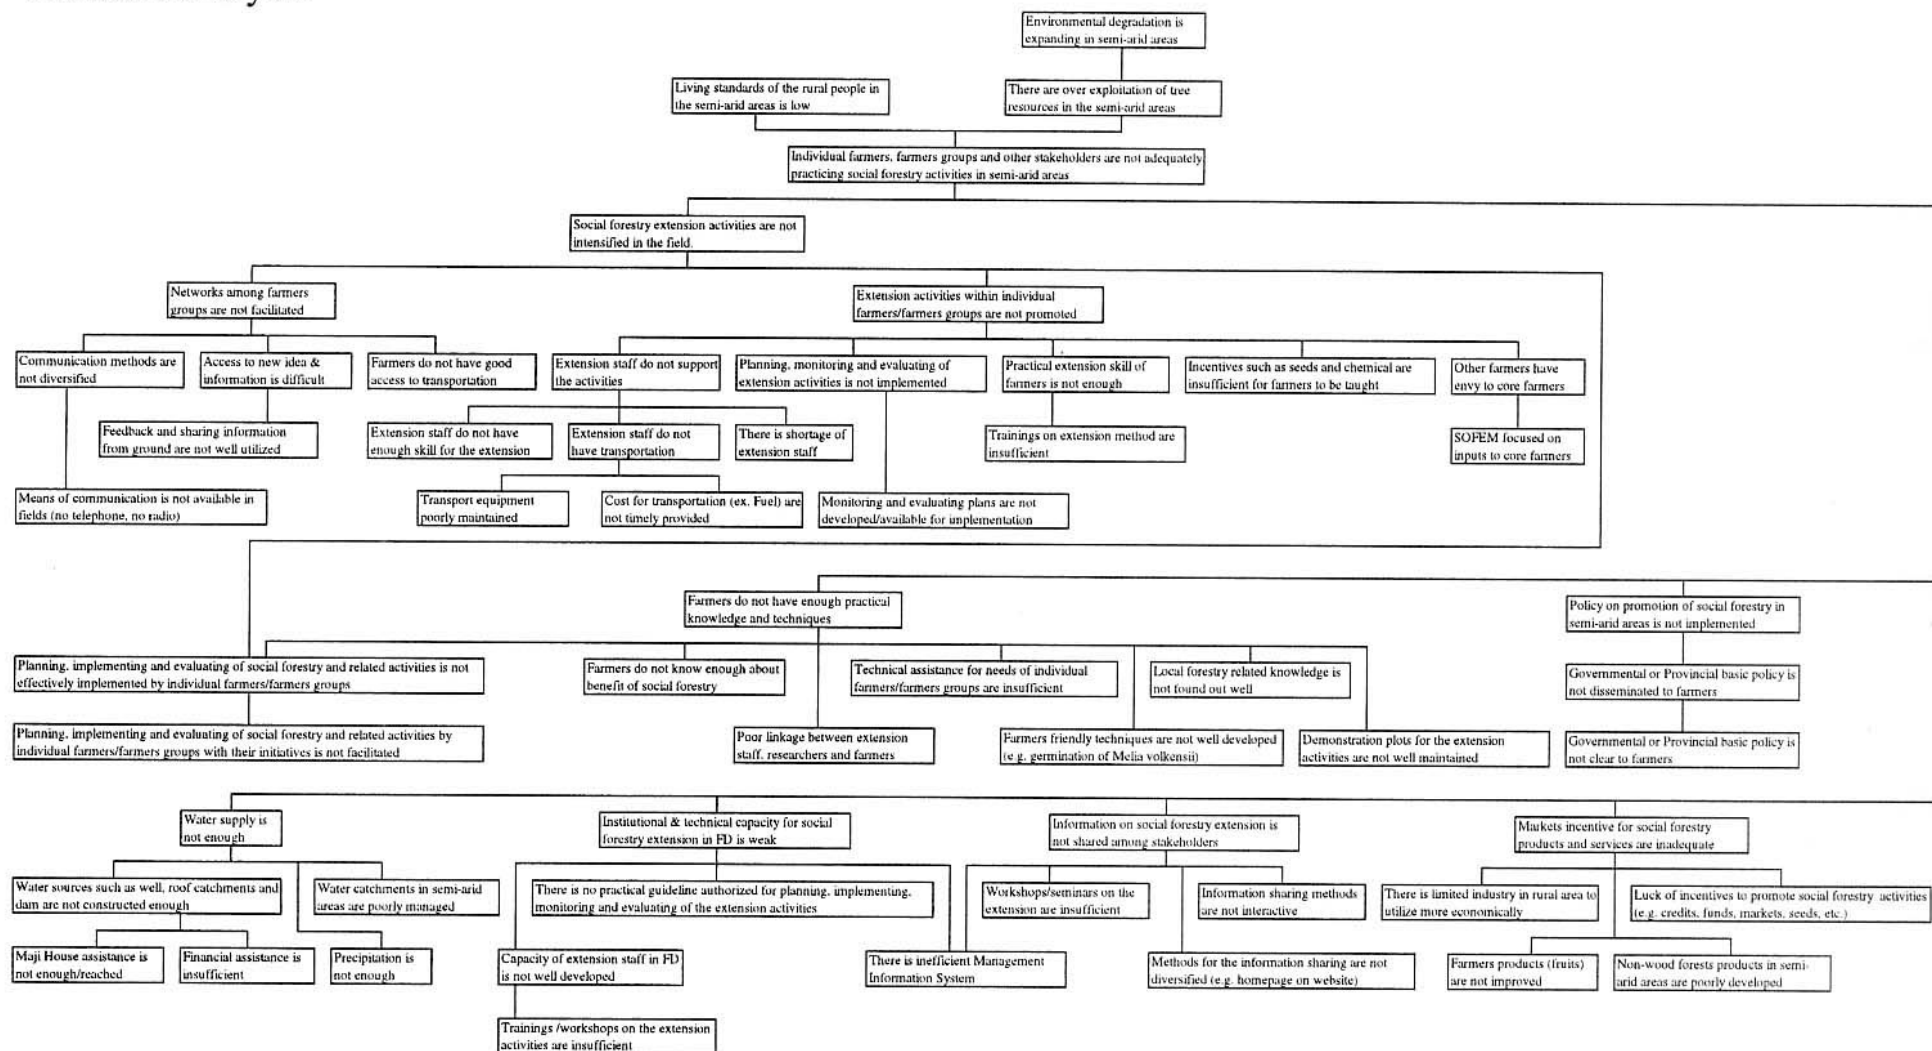 Environmental degradation is
expanding in semi-arid areas
Living standards of the rural people in
the semi-arid areas is low
There are over exploitation of tree
resources in the semi-arid areas
Individual farmers, farmers groups and other stakeholders are not adequately
practicing social forestry activities in semi-arid areas
Social forestry extension activities are not
intensified in the field.
Networks among farmers
groups are not facilitated
Extension activities within individual
farmers/farmers groups are not promoted
Communication methods are
not diversified
Access to new idea &
information is difficult
Farmers do not have good
access to transportation
Extension staff do not support
the activities
Planning, monitoring and evaluating of
extension activities is not implemented
Practical extension skill of
farmers is not enough
Incentives such as seeds and chemical are
insufficient for farmers to be taught
Other farmers have
envy to core farmers
Feedback and sharing information
from ground are not well utilized
Extension staff do not have
enough skill for the extension
Extension staff do not
have transportation
There is shortage of
extension staff
Trainings on extension method are
insufficient
SOFEM focused on
inputs to core farmers
Means of communication is not available in
fields (no telephone, no radio)
Transport equipment
poorly maintained
Cost for transportation (ex. Fuel) are
not timely provided
Monitoring and evaluating plans are not
developed/available for implementation
Farmers do not have enough practical
knowledge and techniques
Policy on promotion of social forestry in
semi-arid areas is not implemented
Planning, implementing and evaluating of social forestry and related activities is not
effectively implemented by individual farmers/farmers groups
Farmers do not know enough about
benefit of social forestry
Technical assistance for needs of individual
farmers/farmers groups are insufficient
Local forestry related knowledge is
not found out well
Governmental or Provincial basic policy is
not disseminated to farmers
Planning, implementing and evaluating of social forestry and related activities by
individual farmers/farmers groups with their initiatives is not facilitated
Poor linkage between extension
staff, researchers and farmers
Farmers friendly techniques are not well developed
(e.g. germination of Melia volkensii)
Demonstration plots for the extension
activities are not well maintained
Governmental or Provincial basic policy is
not clear to farmers
Water supply is
not enough
Institutional & technical capacity for social
forestry extension in FD is weak
Information on social forestry extension is
not shared among stakeholders
Markets incentive for social forestry
products and services are inadequate
Water sources such as well, roof catchments and
dam are not constructed enough
Water catchments in semi-arid
areas are poorly managed
There is no practical guideline authorized for planning, implementing,
monitoring and evaluating of the extension activities
Workshops/seminars on the
extension are insufficient
Information sharing methods
are not interactive
There is limited industry in rural area to
utilize more economically
Luck of incentives to promote social forestry activities
(e.g. credits, funds, markets, seeds, etc.)
Maji House assistance is
not enough/reached
Financial assistance is
insufficient
Precipitation is
not enough
Capacity of extension staff in FD
is not well developed
There is inefficient Management
Information System
Methods for the information sharing are not
diversified (e.g. homepage on website)
Farmers products (fruits)
are not improved
Non-wood forests products in semi-
arid areas are poorly developed
Trainings /workshops on the extension
activities are insufficient